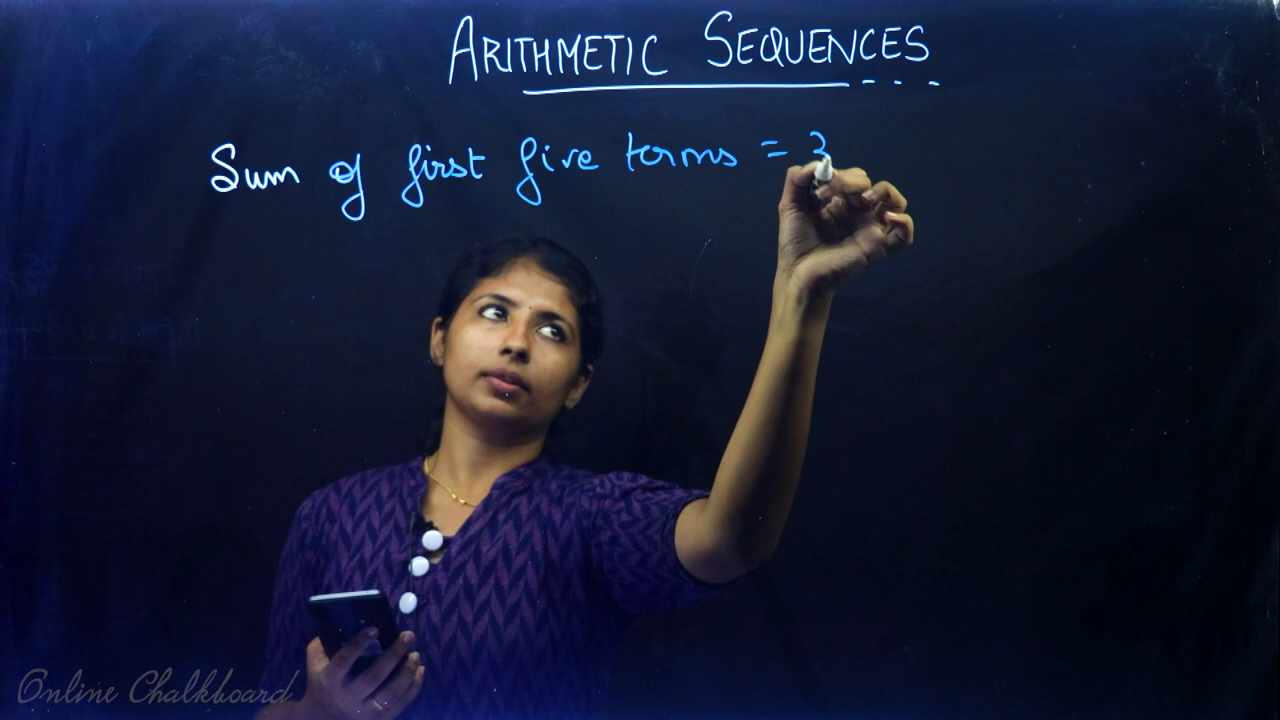 ARITHMETIC SEQUENCES
Sum of first five terms = 3
Online Chalkboard